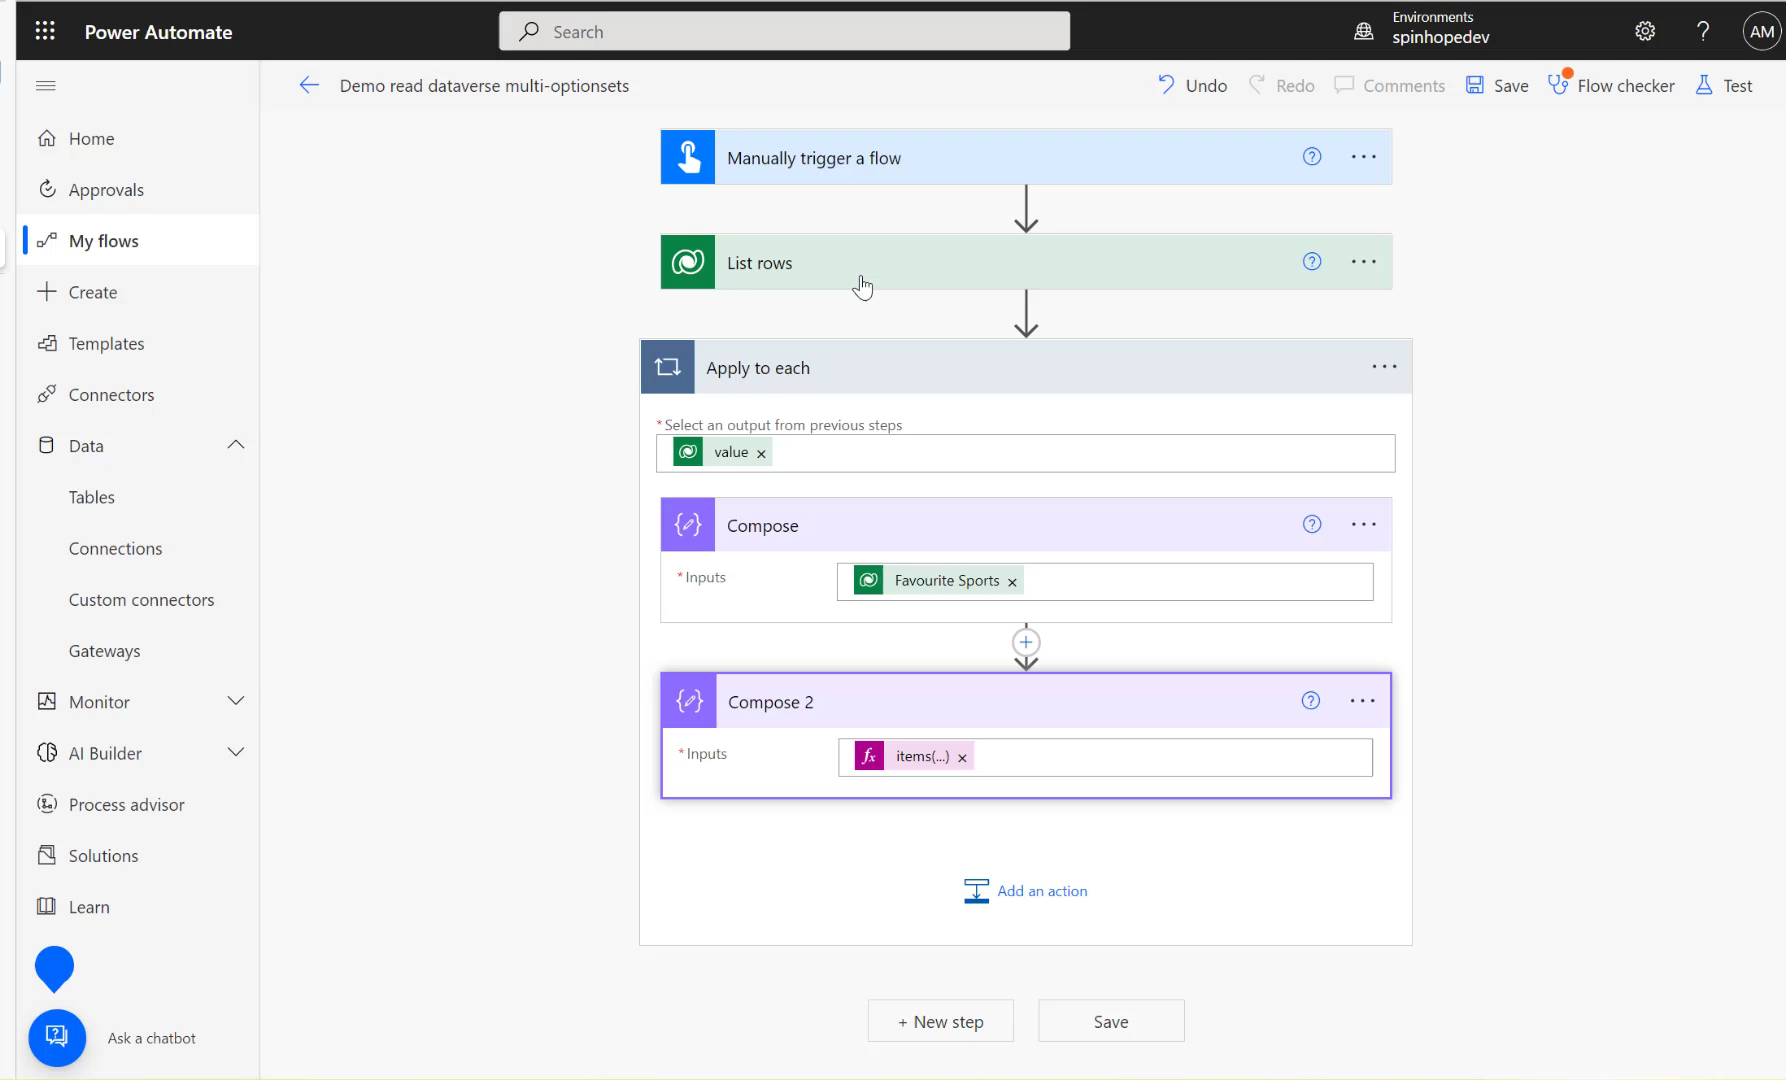 Power Automate
Search
Environments
spinhopedev
?
AM
Demo read dataverse multi-optionsets
Undo
Redo
Comments
Save
Flow checker
Test
Home
Approvals
My flows
Create
Templates
Connectors
Data
Tables
Connections
Custom connectors
Gateways
Monitor
AI Builder
Process advisor
Solutions
Learn
Ask a chatbot
Manually trigger a flow
?
List rows
?
Apply to each
*Select an output from previous steps
value
Compose
?
*Inputs
Favourite Sports
Compose 2
?
*Inputs
fx items(...)
Add an action
+ New step
Save